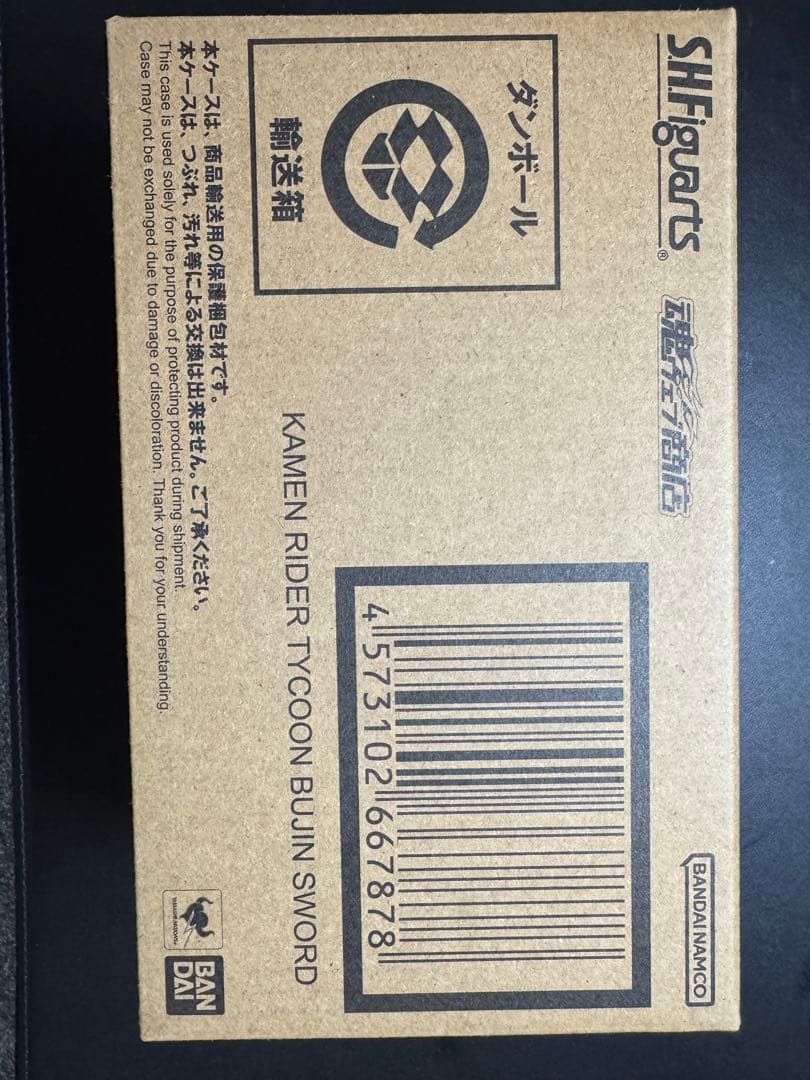 S.H.Figuarts®
魂ウェブ商店
BANDAI NAMCO
ダンボール
輸送箱
4 573102 667878
KAMEN RIDER TYCOON BUJIN SWORD
本ケースは、商品輸送用の保護梱包材です。
本ケースは、つぶれ、汚れ等による交換は出来ません。ご了承ください。
This case is used solely for the purpose of protecting product during shipment.
Case may not be exchanged due to damage or discoloration. Thank you for your understanding.
TAMASHII NATIONS
BAN
DAI